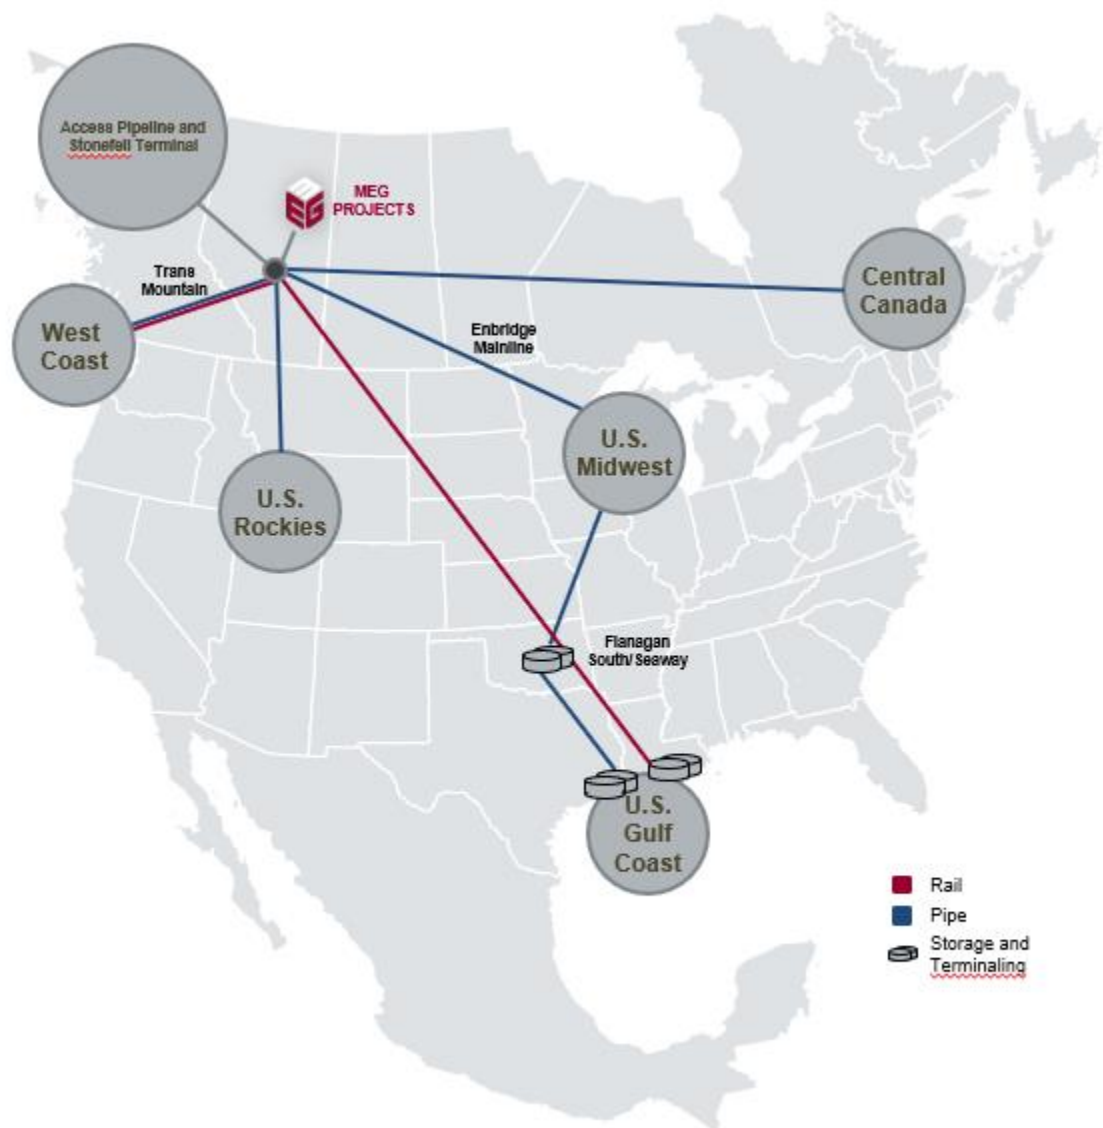 Access Pipeline and
Stonefell Terminal
MEG
PROJECTS
Trans
Mountain
West
Coast
Central
Canada
Enbridge
Mainline
U.S.
Midwest
U.S.
Rockies
Flanagan
South/Seaway
U.S.
Gulf
Coast
Rail
Pipe
Storage and
Terminaling